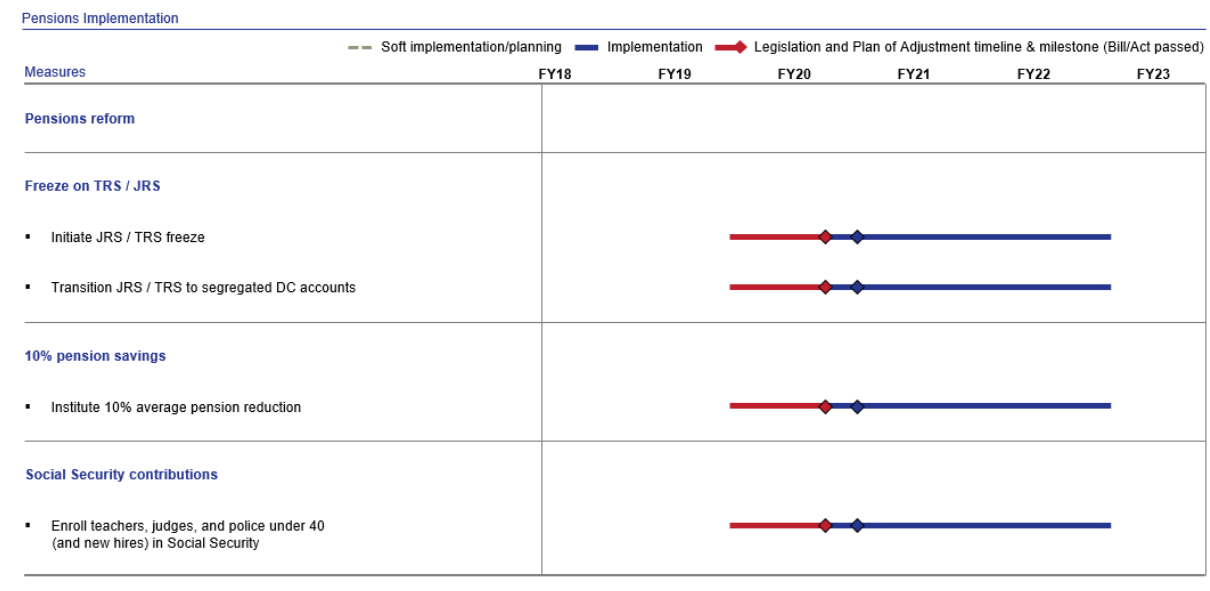 Pensions Implementation
Soft implementation/planning Implementation Legislation and Plan of Adjustment timeline & milestone (Bill/Act passed)
Measures FY18 FY19 FY20 FY21 FY22 FY23
Pensions reform
Freeze on TRS / JRS
▪ Initiate JRS / TRS freeze
▪ Transition JRS / TRS to segregated DC accounts
10% pension savings
▪ Institute 10% average pension reduction
Social Security contributions
▪ Enroll teachers, judges, and police under 40
(and new hires) in Social Security